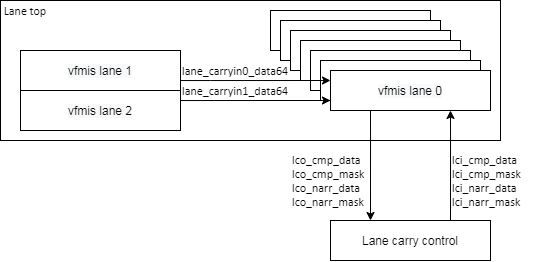 Lane top
vfmis lane 1
lane_carryin0_data64
vfmis lane 0
lane_carryin1_data64
vfmis lane 2
lco_cmp_data
lco_cmp_mask
lco_narr_data
lco_narr_mask
lci_cmp_data
lci_cmp_mask
lci_narr_data
lci_narr_mask
Lane carry control